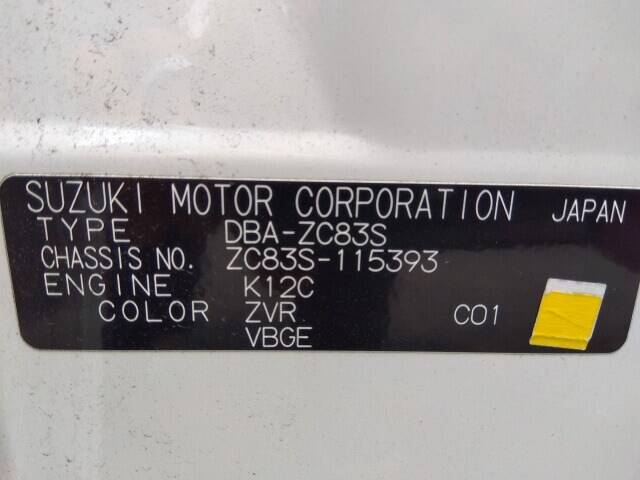 SUZUKI MOTOR CORPORATION JAPAN
TYPE DBA-ZC83S
CHASSIS NO. ZC83S-115393
ENGINE K12C
COLOR ZVR C01
VBGE